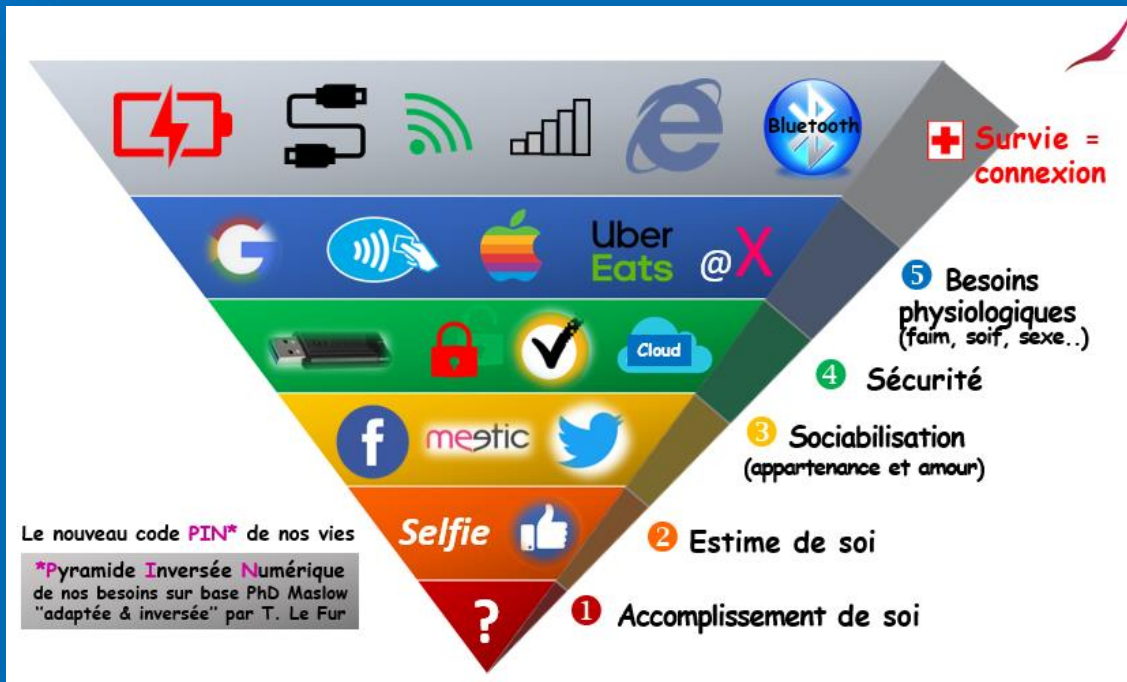 Bluetooth
Survie =
connexion
G
Uber
Eats
@X
5 Besoins
physiologiques
(faim, soif, sexe..)
Cloud
4 Sécurité
f
meetic
3 Sociabilisation
(appartenance et amour)
Selfie
2 Estime de soi
Le nouveau code PIN* de nos vies
*Pyramide Inversée Numérique
de nos besoins sur base PhD Maslow
"adaptée & inversée" par T. Le Fur
?
1 Accomplissement de soi